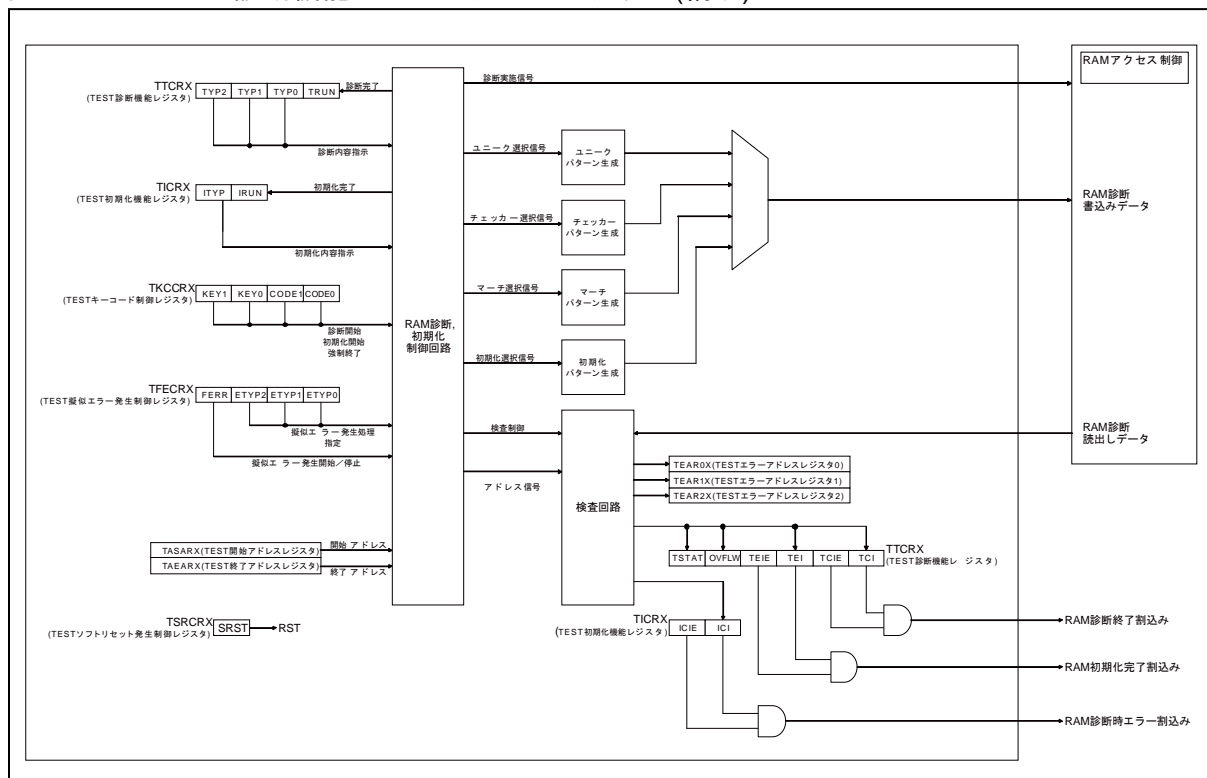 TTCRX
(TEST診断機能レジスタ)
TYP2 TYP1 TYP0 TRUN
診断完了
診断内容指示
TICRX
(TEST初期化機能レジスタ)
ITYP IRUN
初期化完了
初期化内容指示
TKCCRX
(TESTキーコード制御レジスタ)
KEY1 KEY0 CODE1 CODE0
診断開始
初期化開始
強制終了
TFECRX
(TEST擬似エラー発生制御レジスタ)
FERR ETYP2 ETYP1 ETYP0
擬似エラー発生処理
指定
擬似エラー発生開始/停止
TASARX(TEST開始アドレスレジスタ)
開始アドレス
TAEARX(TEST終了アドレスレジスタ)
終了アドレス
TSRCRX
(TESTソフトリセット発生制御レジスタ)
SRST
RST
RAM診断,
初期化
制御回路
診断実施信号
ユニーク選択信号
ユニーク
パターン生成
チェッカー選択信号
チェッカー
パターン生成
マーチ選択信号
マーチ
パターン生成
初期化選択信号
初期化
パターン生成
検査制御
アドレス信号
検査回路
TEAR0X(TESTエラーアドレスレジスタ0)
TEAR1X(TESTエラーアドレスレジスタ1)
TEAR2X(TESTエラーアドレスレジスタ2)
TSTAT OVFLW TEIE TEI TCIE TCI
TTCRX
(TEST診断機能レジスタ)
TICRX
(TEST初期化機能レジスタ)
ICIE ICI
RAMアクセス制御
RAM診断
書込みデータ
RAM診断
読出しデータ
RAM診断終了割込み
RAM初期化完了割込み
RAM診断時エラー割込み